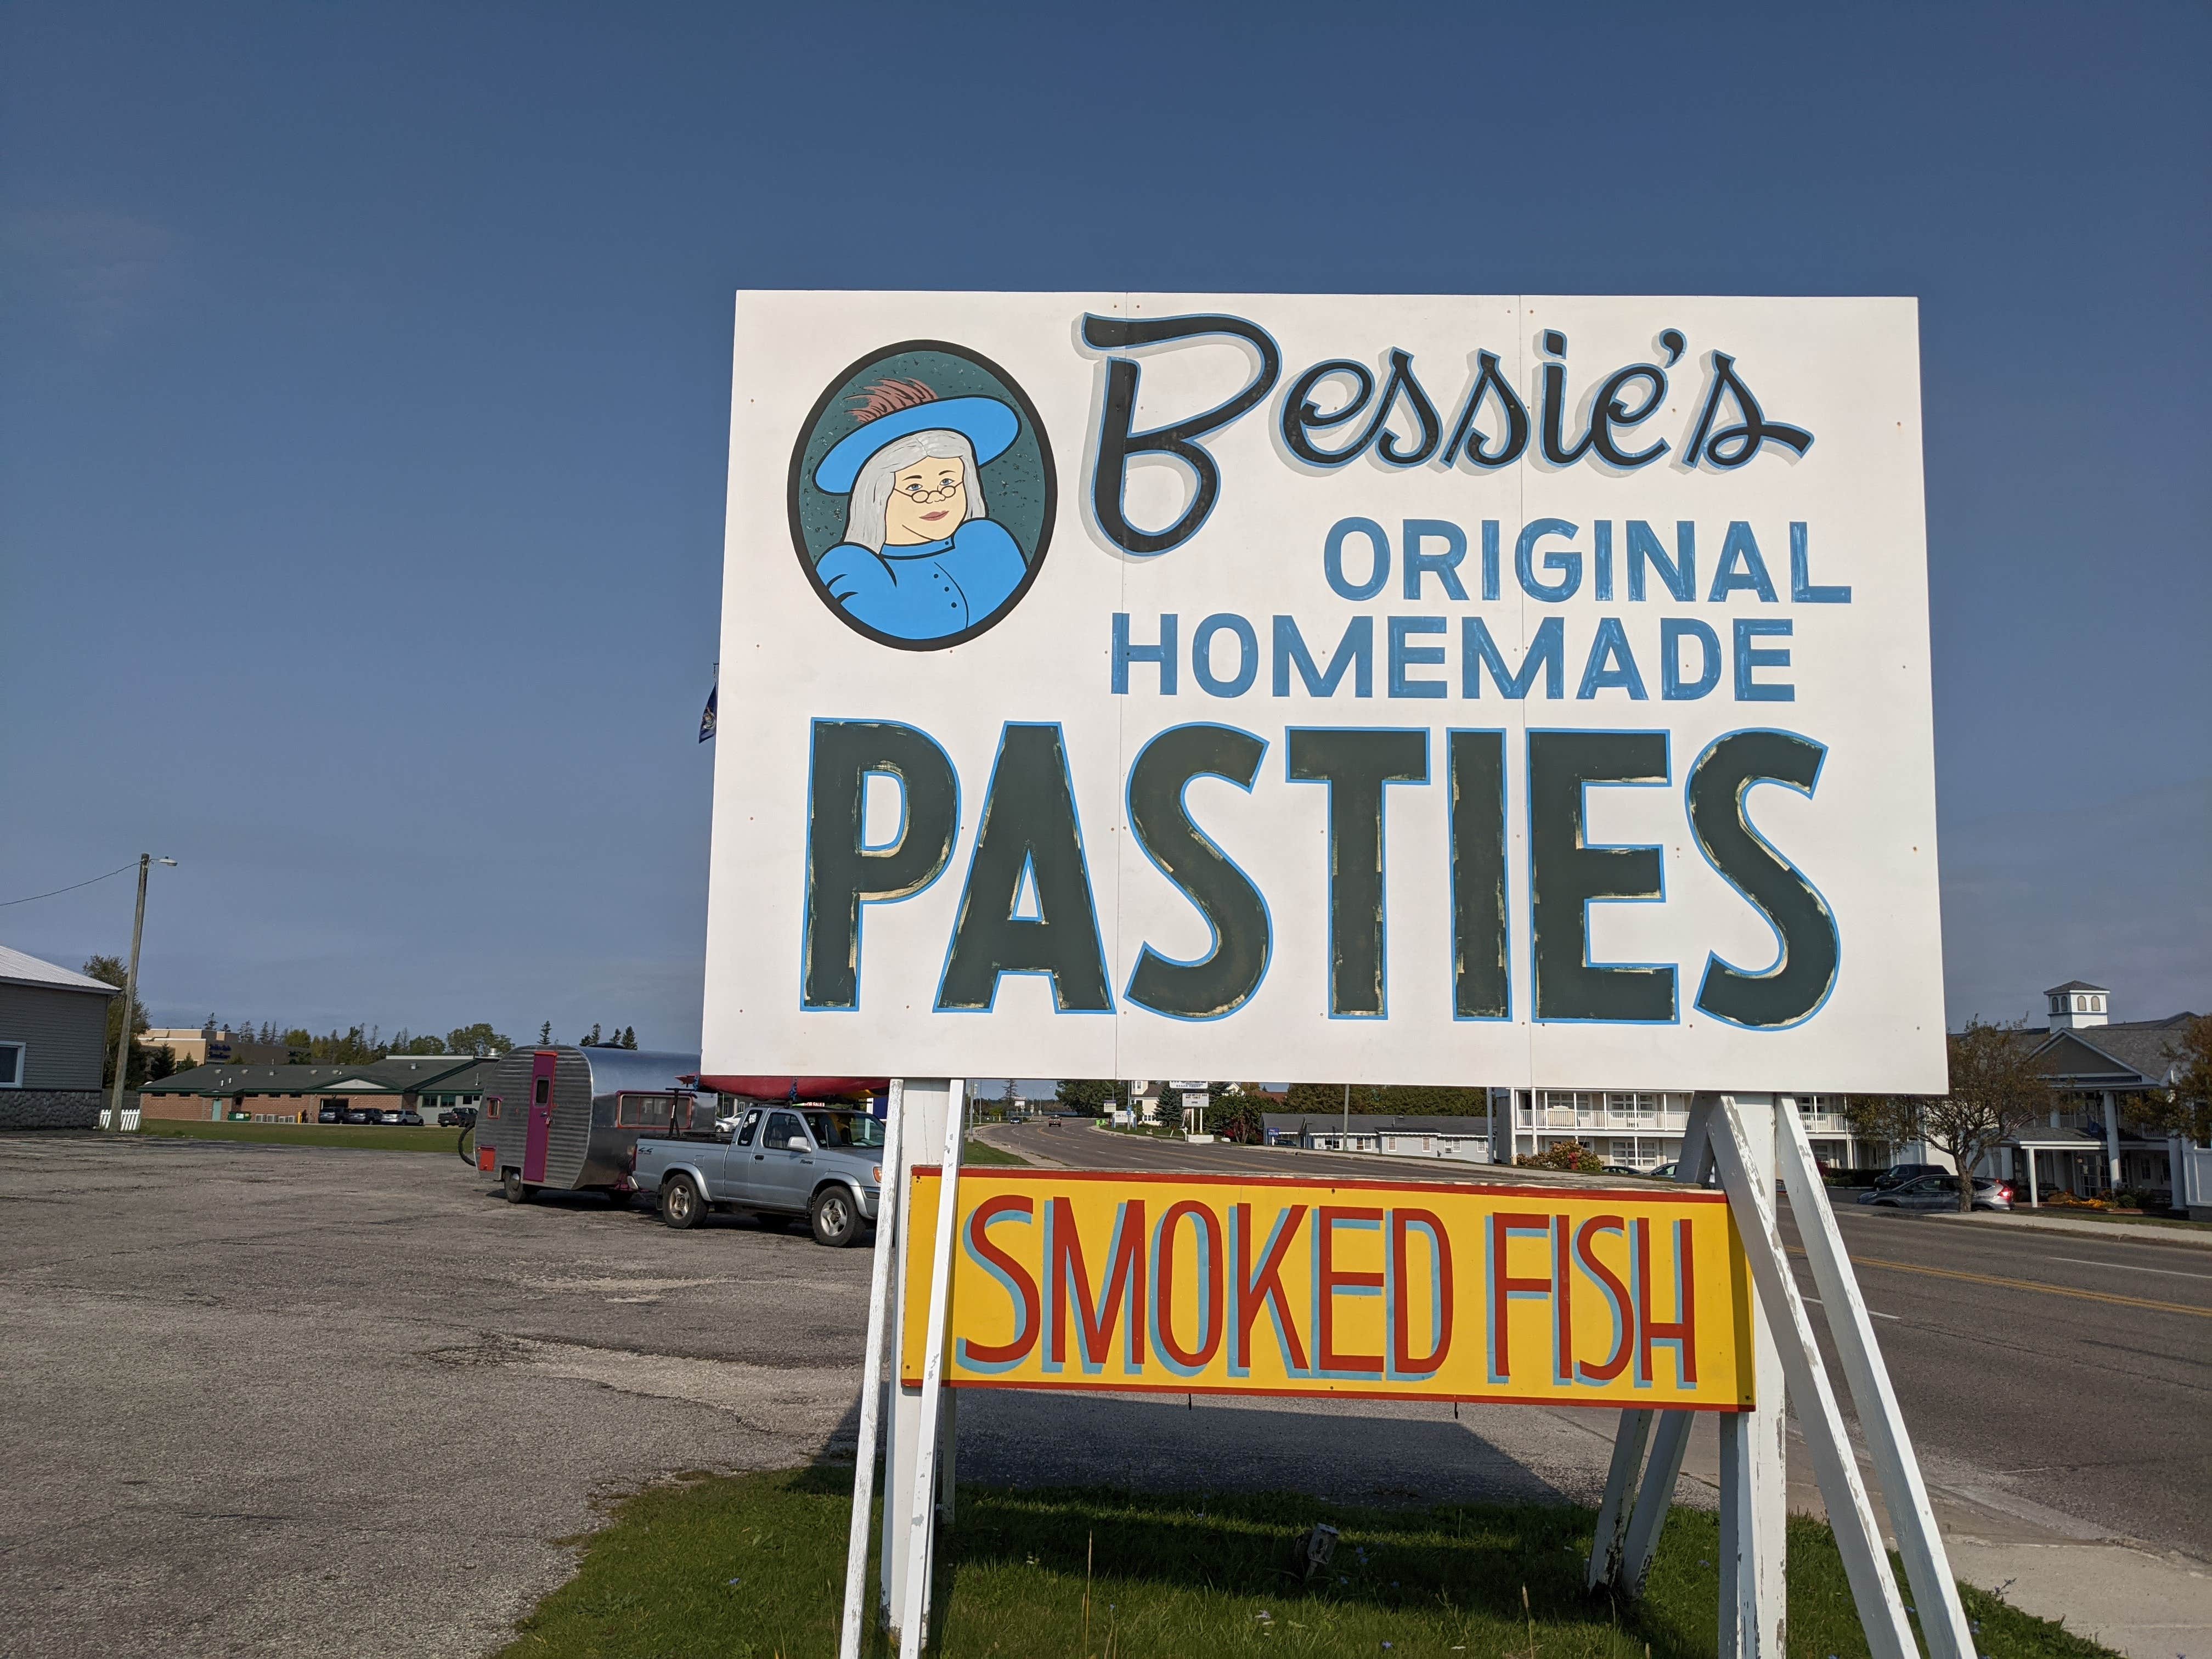 Bessie's
ORIGINAL
HOMEMADE
PASTIES
SMOKED FISH